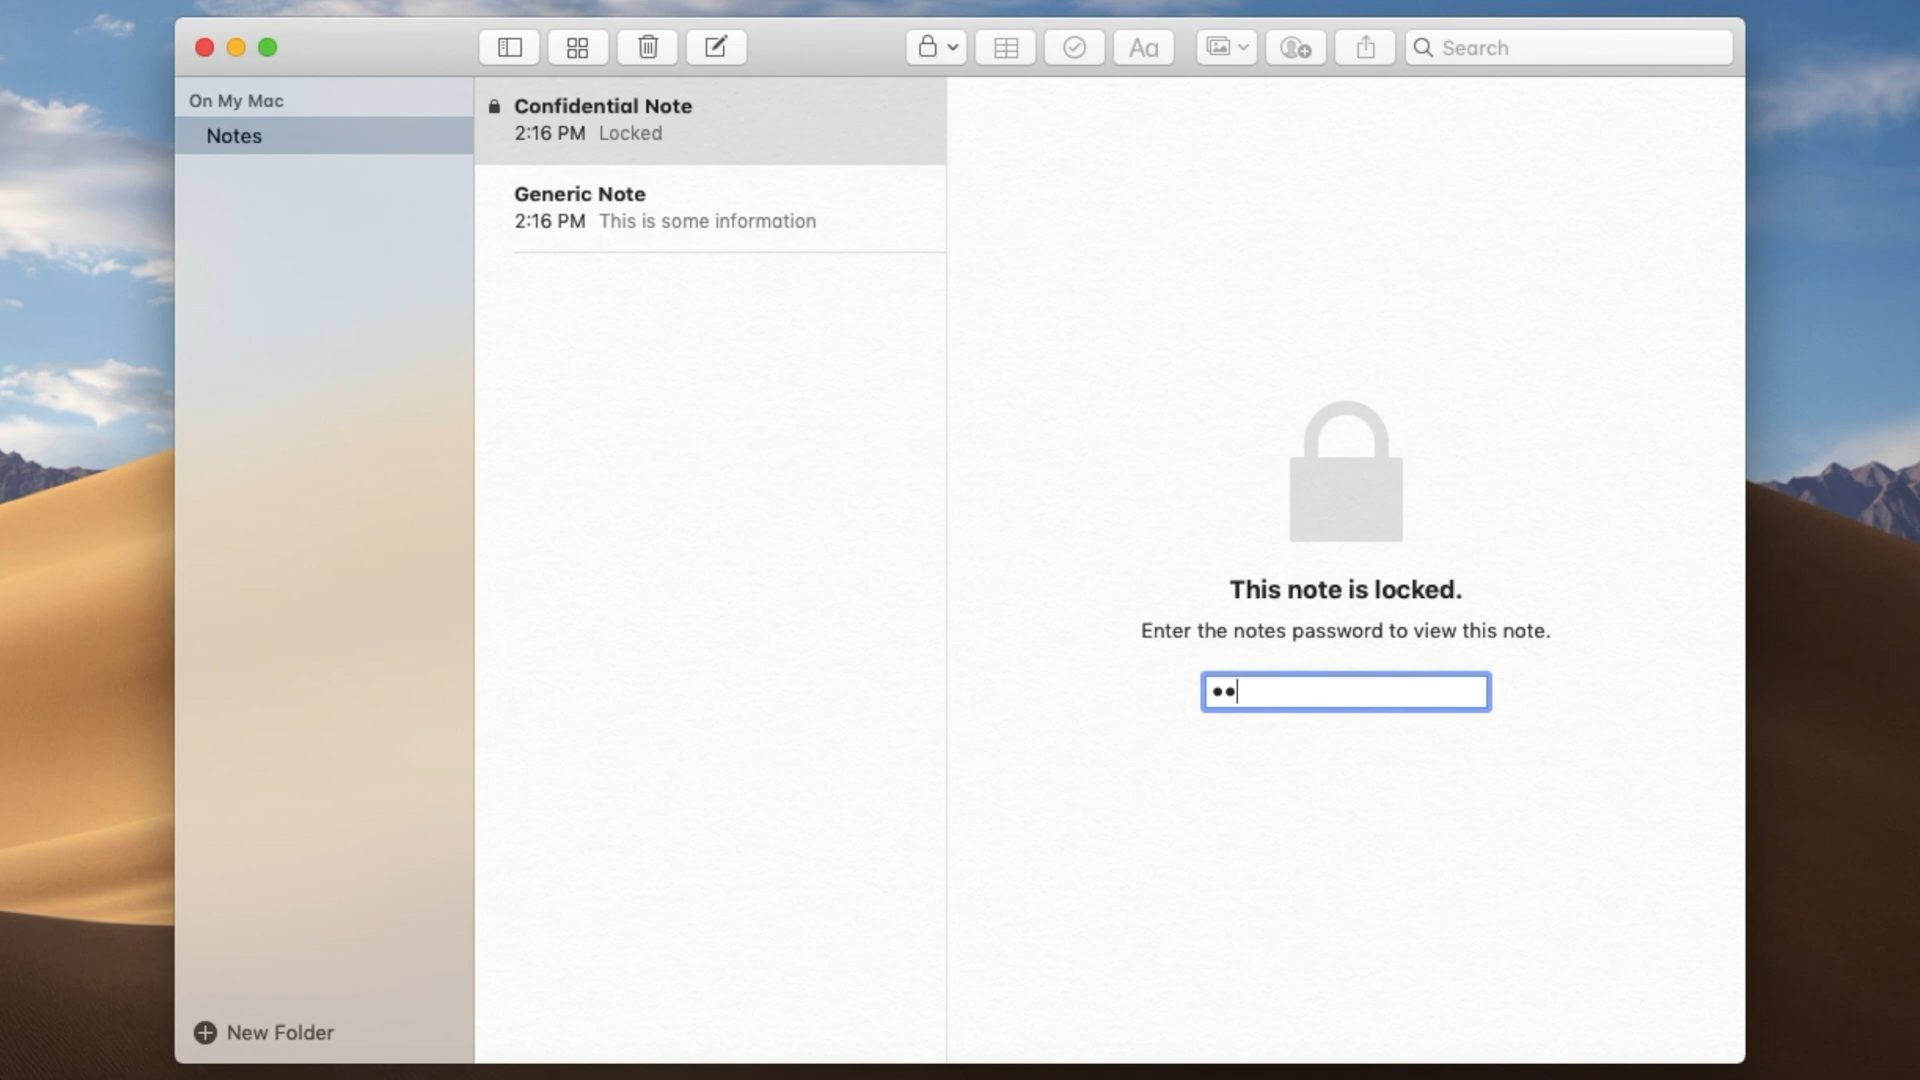 Aa
Search
On My Mac
Notes
Confidential Note
2:16 PM Locked
Generic Note
2:16 PM This is some information
This note is locked.
Enter the notes password to view this note.
New Folder